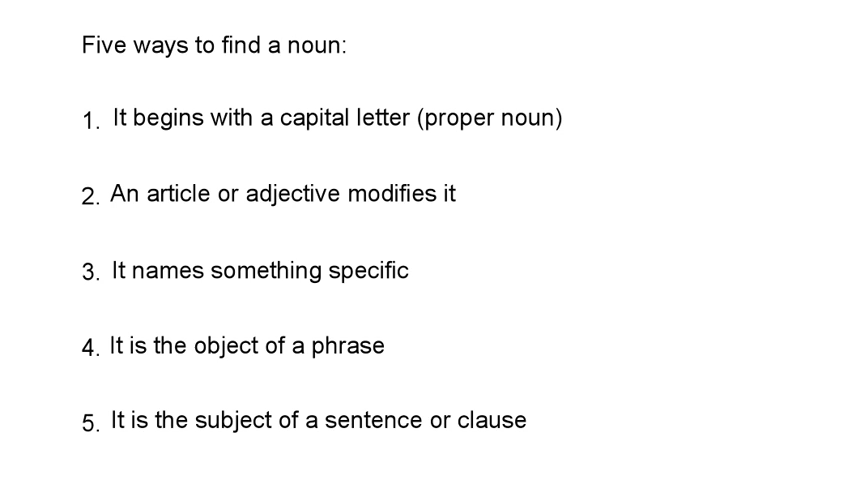 Five ways to find a noun:
1. It begins with a capital letter (proper noun)
2. An article or adjective modifies it
3. It names something specific
4. It is the object of a phrase
5. It is the subject of a sentence or clause